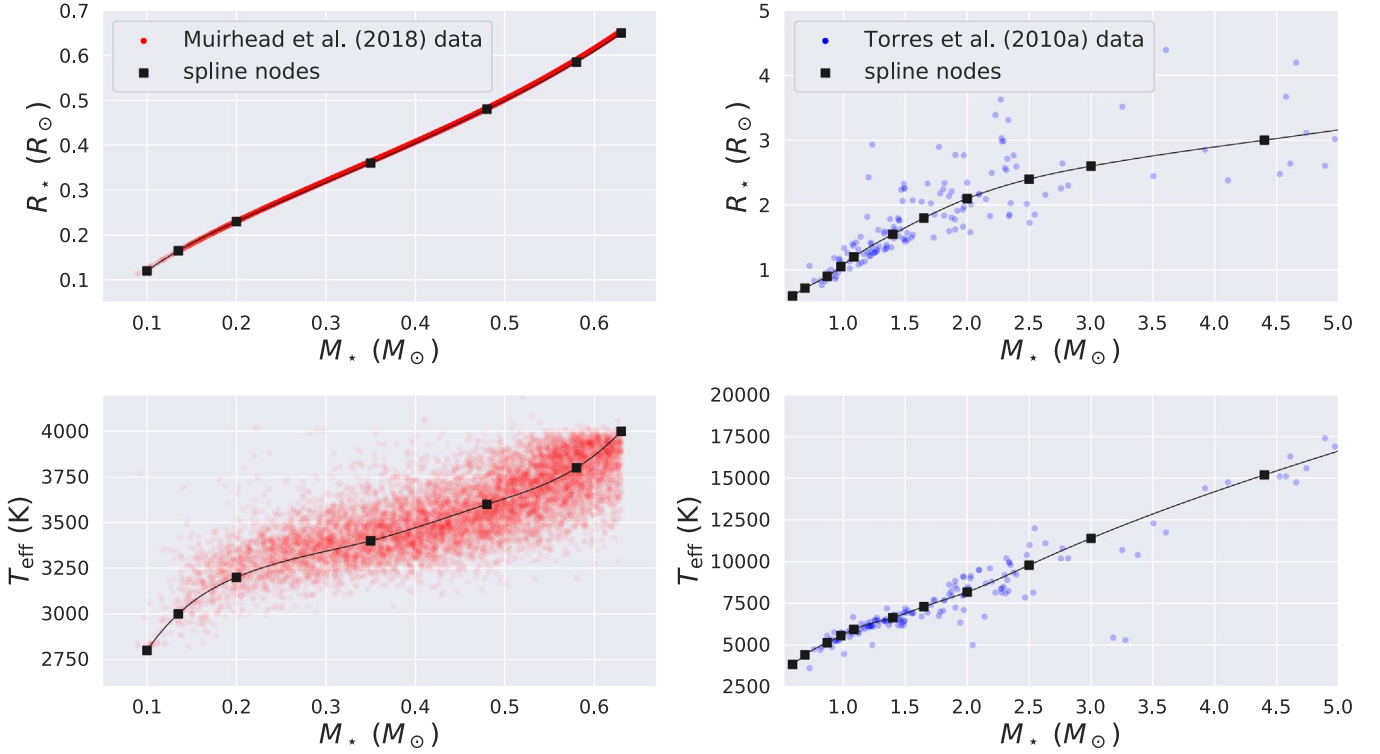 0.7
0.6
0.5
0.4
0.3
0.2
0.1
R⋆ (R⊙)
Muirhead et al. (2018) data
spline nodes
0.1 0.2 0.3 0.4 0.5 0.6
M⋆ (M⊙)
5
4
3
2
1
R⋆ (R⊙)
Torres et al. (2010a) data
spline nodes
1.0 1.5 2.0 2.5 3.0 3.5 4.0 4.5 5.0
M⋆ (M⊙)
4000
3750
3500
3250
3000
2750
Teff (K)
0.1 0.2 0.3 0.4 0.5 0.6
M⋆ (M⊙)
20000
17500
15000
12500
10000
7500
5000
2500
Teff (K)
1.0 1.5 2.0 2.5 3.0 3.5 4.0 4.5 5.0
M⋆ (M⊙)